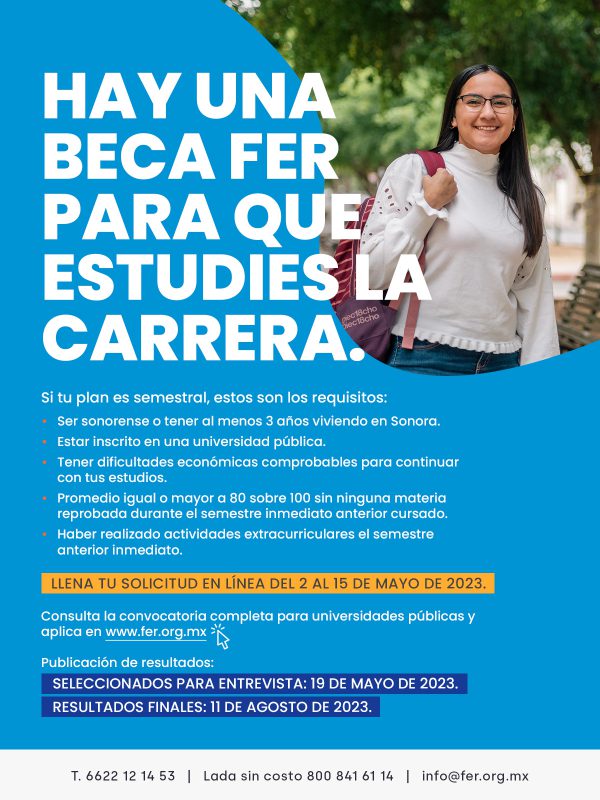 HAY UNA
BECA FER
PARA QUE
ESTUDIES LA
CARRERA.
Si tu plan es semestral, estos son los requisitos:
• Ser sonorense o tener al menos 3 años viviendo en Sonora.
• Estar inscrito en una universidad pública.
• Tener dificultades económicas comprobables para continuar
con tus estudios.
• Promedio igual o mayor a 80 sobre 100 sin ninguna materia
reprobada durante el semestre inmediato anterior cursado.
• Haber realizado actividades extracurriculares el semestre
anterior inmediato.
LLENA TU SOLICITUD EN LÍNEA DEL 2 AL 15 DE MAYO DE 2023.
Consulta la convocatoria completa para universidades públicas y
aplica en www.fer.org.mx
Publicación de resultados:
SELECCIONADOS PARA ENTREVISTA: 19 DE MAYO DE 2023.
RESULTADOS FINALES: 11 DE AGOSTO DE 2023.
T. 6622 12 14 53 | Lada sin costo 800 841 61 14 | info@fer.org.mx